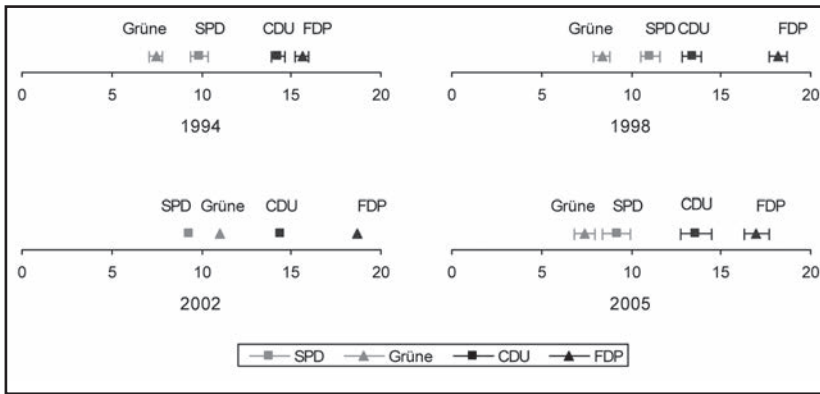 Grüne SPD CDU FDP
0 5 10 15 20
1994
Grüne SPD CDU FDP
0 5 10 15 20
1998
SPD Grüne CDU FDP
0 5 10 15 20
2002
Grüne SPD CDU FDP
0 5 10 15 20
2005
SPD Grüne CDU FDP